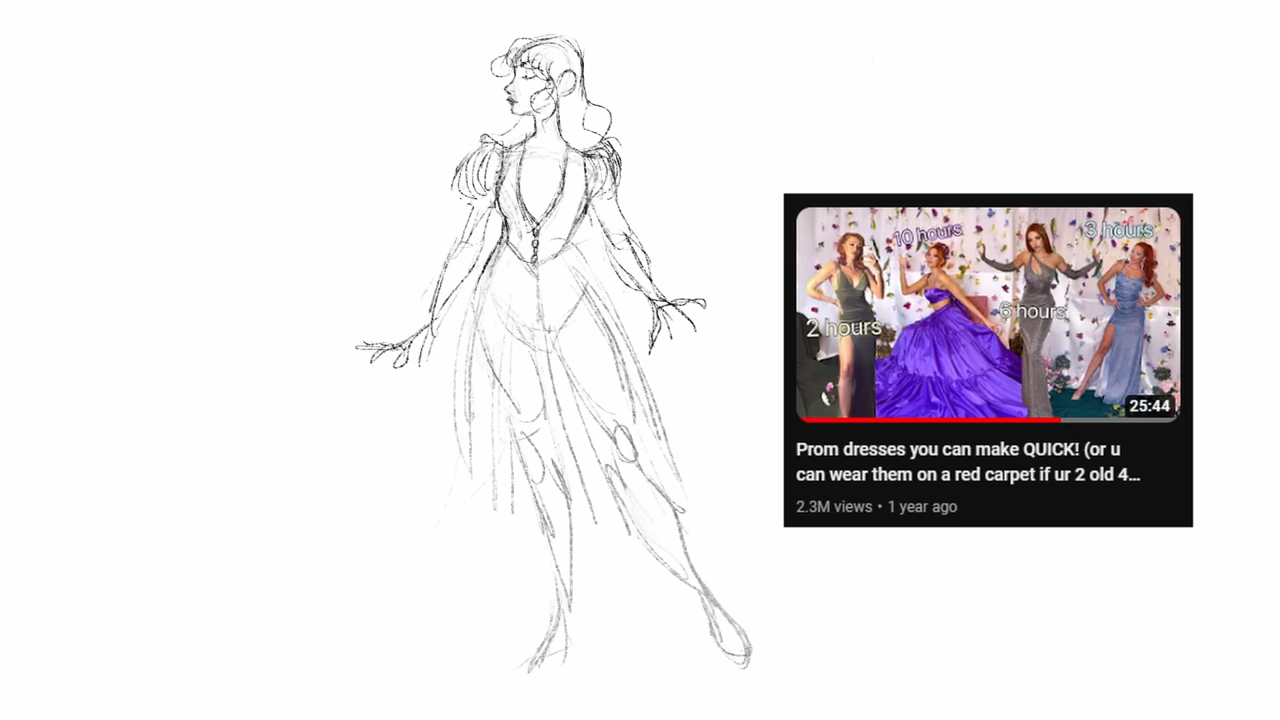 10 hours
3 hours
6 hours
2 hours
25:44
Prom dresses you can make QUICK! (or u
can wear them on a red carpet if ur 2 old 4...
2.3M views • 1 year ago